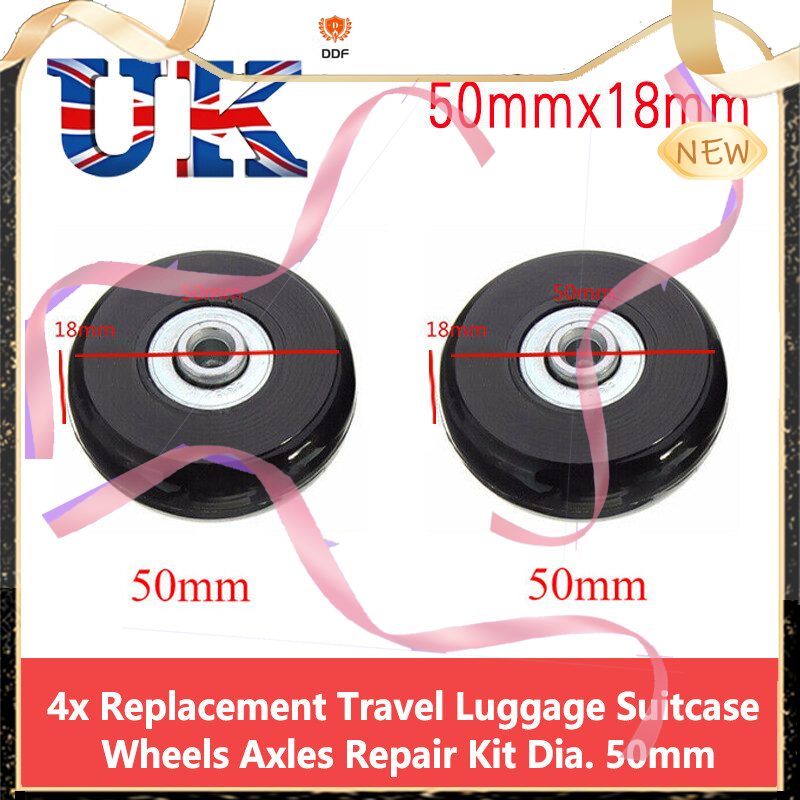 DDF
UK
50mmx18mm
NEW
50mm
50mm
18mm
18mm
50mm
50mm
4x Replacement Travel Luggage Suitcase
Wheels Axles Repair Kit Dia. 50mm